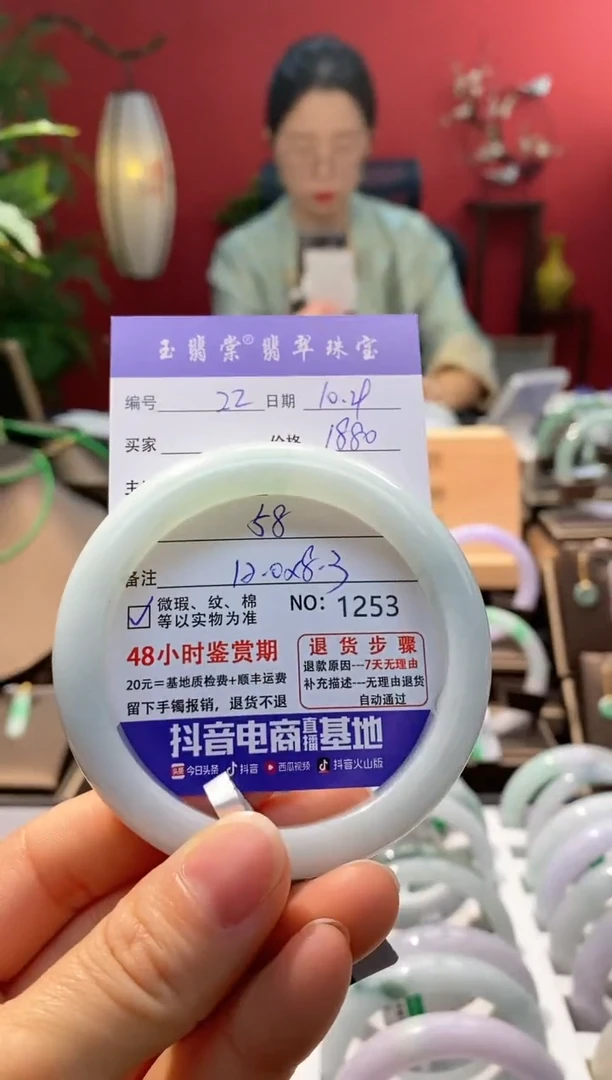 玉翡棠®翡翠珠宝
编号 22 日期 10.24
买家 价格 1880
58
备注 12.0x8.3
☑ 微瑕、纹、棉 等以实物为准
NO: 1253
48小时鉴赏期
20元=基地质检费+顺丰运费
留下手镯报销，退货不退
退货步骤
退款原因---7天无理由
补充描述---无理由退货
自动通过
抖音电商直播基地
头条 今日头条 抖音 西瓜视频 抖音火山版